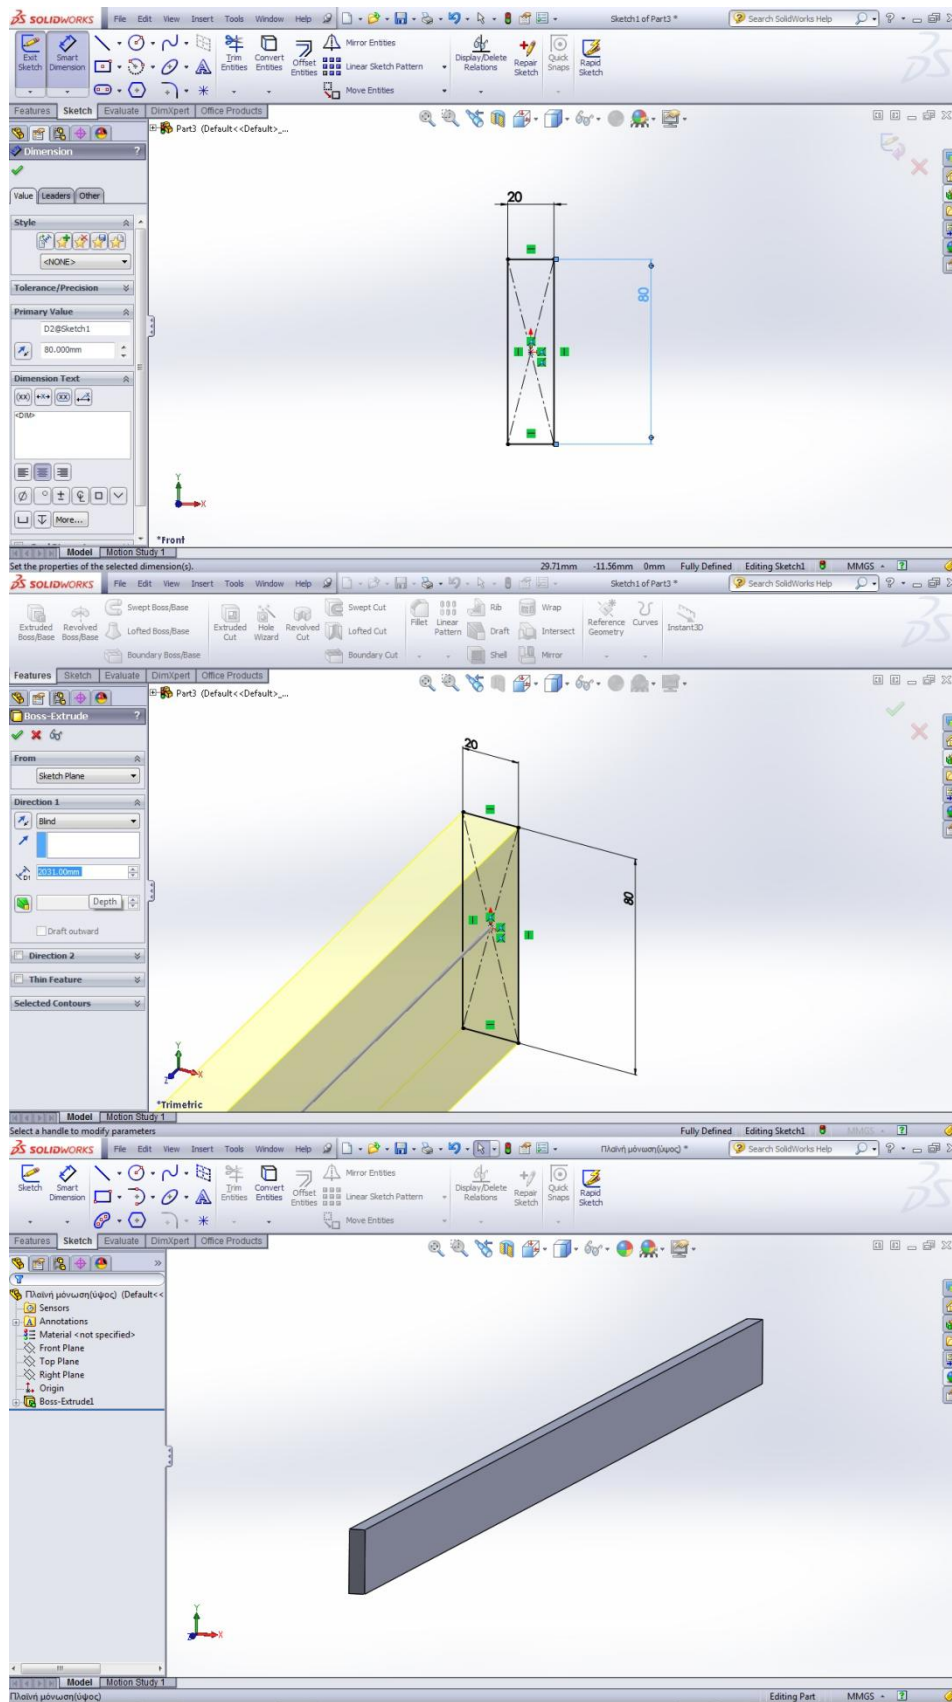 SOLIDWORKS File Edit View Insert Tools Window Help Sketch1 of Part3 * Search SolidWorks Help
Exit Sketch Smart Dimension Trim Entities Convert Entities Offset Entities Mirror Entities Linear Sketch Pattern Move Entities Display/Delete Relations Repair Sketch Quick Snaps Rapid Sketch
Features Sketch Evaluate DimXpert Office Products
Part3 (Default<<Default>_...
Dimension ?
Value Leaders Other
Style
<NONE>
Tolerance/Precision
Primary Value
D2@Sketch1
80.000mm
Dimension Text
(xx) (xx)
<DIM>
More...
20
80
Y
X
*Front
Model Motion Study 1
Set the properties of the selected dimension(s). 29.71mm -11.56mm 0mm Fully Defined Editing Sketch1 MMGS
SOLIDWORKS File Edit View Insert Tools Window Help Sketch1 of Part3 * Search SolidWorks Help
Extruded Boss/Base Revolved Boss/Base Swept Boss/Base Lofted Boss/Base Boundary Boss/Base Extruded Cut Hole Wizard Revolved Cut Swept Cut Lofted Cut Boundary Cut Fillet Linear Pattern Rib Draft Shell Wrap Intersect Mirror Reference Geometry Curves Instant3D
Features Sketch Evaluate DimXpert Office Products
Part3 (Default<<Default>_...
Boss-Extrude ?
From
Sketch Plane
Direction 1
Blind
D1 2031.00mm
Depth
Draft outward
Direction 2
Thin Feature
Selected Contours
20
80
Y
Z X
*Trimetric
Model Motion Study 1
Select a handle to modify parameters Fully Defined Editing Sketch1 MMGS
SOLIDWORKS File Edit View Insert Tools Window Help Πλαϊνή μόνωση(ύψος) * Search SolidWorks Help
Sketch Smart Dimension Trim Entities Convert Entities Offset Entities Mirror Entities Linear Sketch Pattern Move Entities Display/Delete Relations Repair Sketch Quick Snaps Rapid Sketch
Features Sketch Evaluate DimXpert Office Products
Πλαϊνή μόνωση(ύψος) (Default<<
Sensors
Annotations
Material <not specified>
Front Plane
Top Plane
Right Plane
Origin
Boss-Extrude1
Y
Z X
Model Motion Study 1
Πλαϊνή μόνωση(ύψος) Editing Part MMGS